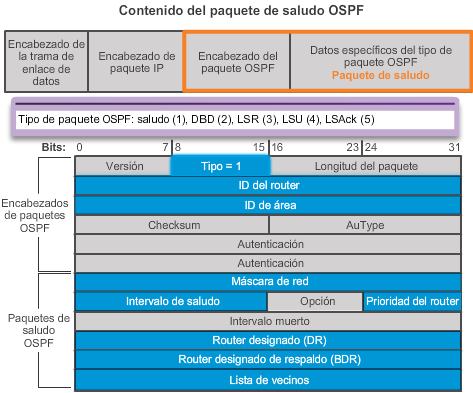 Contenido del paquete de saludo OSPF
Encabezado de
la trama de
enlace de
datos
Encabezado de
paquete IP
Encabezado del
paquete OSPF
Datos específicos del tipo de
paquete OSPF
Paquete de saludo
Tipo de paquete OSPF: saludo (1), DBD (2), LSR (3), LSU (4), LSAck (5)
Bits: 0 7 8 15 16 23 24 31
Encabezados
de paquetes
OSPF
Versión Tipo = 1 Longitud del paquete
ID del router
ID de área
Checksum AuType
Autenticación
Autenticación
Paquetes de
saludo
OSPF
Máscara de red
Intervalo de saludo Opción Prioridad del router
Intervalo muerto
Router designado (DR)
Router designado de respaldo (BDR)
Lista de vecinos